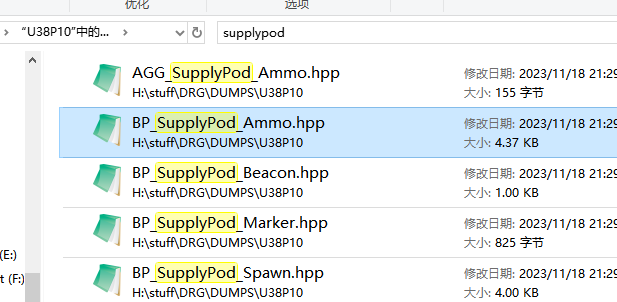 优化 选项
"U38P10"中的... supplypod
AGG_SupplyPod_Ammo.hpp 修改日期: 2023/11/18 21:29
H:\stuff\DRG\DUMPS\U38P10 大小: 155 字节
BP_SupplyPod_Ammo.hpp 修改日期: 2023/11/18 21:29
H:\stuff\DRG\DUMPS\U38P10 大小: 4.37 KB
BP_SupplyPod_Beacon.hpp 修改日期: 2023/11/18 21:29
H:\stuff\DRG\DUMPS\U38P10 大小: 1.00 KB
BP_SupplyPod_Marker.hpp 修改日期: 2023/11/18 21:29
H:\stuff\DRG\DUMPS\U38P10 大小: 825 字节
(E:) BP_SupplyPod_Spawn.hpp 修改日期: 2023/11/18 21:29
t (F:) H:\stuff\DRG\DUMPS\U38P10 大小: 4.00 KB